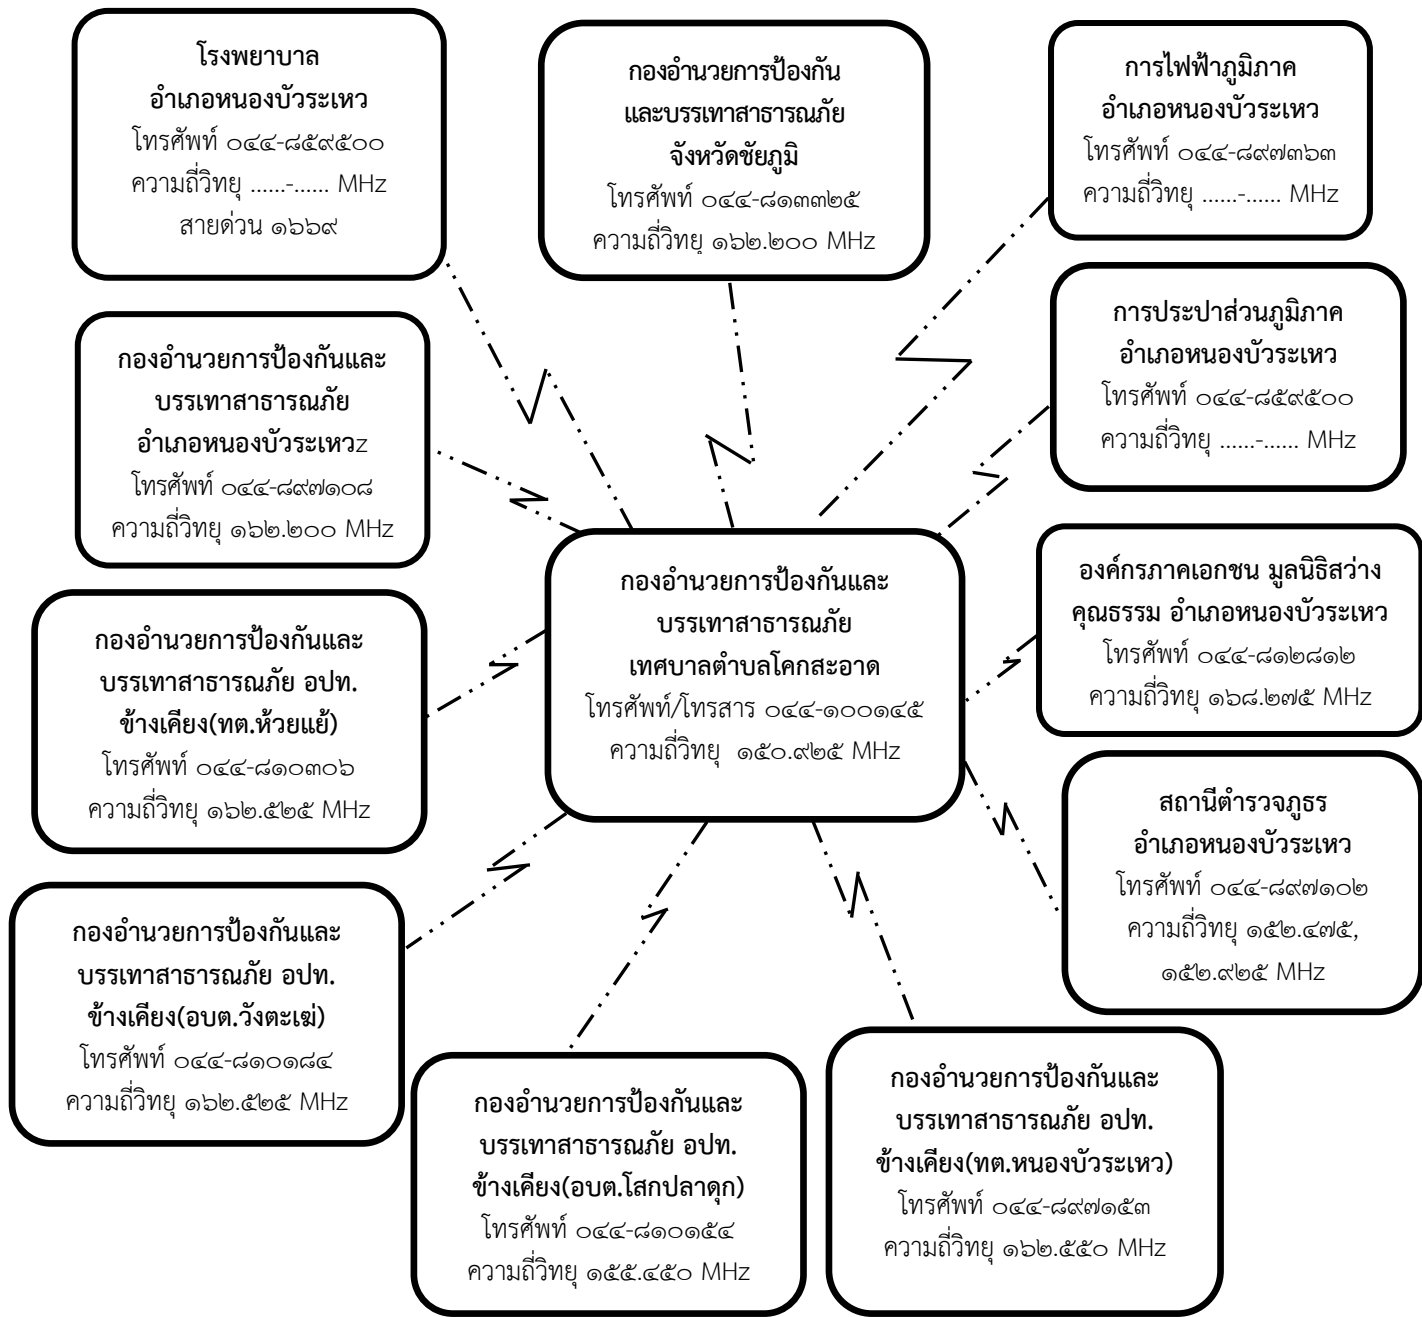 โรงพยาบาล
อำเภอหนองบัวระเหว
โทรศัพท์ ๐๔๔-๘๕๙๕๐๐
ความถี่วิทยุ ......-...... MHz
สายด่วน ๑๖๖๙
กองอำนวยการป้องกัน
และบรรเทาสาธารณภัย
จังหวัดชัยภูมิ
โทรศัพท์ ๐๔๔-๘๑๓๓๒๕
ความถี่วิทยุ ๑๖๒.๒๐๐ MHz
การไฟฟ้าภูมิภาค
อำเภอหนองบัวระเหว
โทรศัพท์ ๐๔๔-๘๙๗๓๖๓
ความถี่วิทยุ ......-...... MHz
กองอำนวยการป้องกันและ
บรรเทาสาธารณภัย
อำเภอหนองบัวระเหวz
โทรศัพท์ ๐๔๔-๘๙๗๑๐๘
ความถี่วิทยุ ๑๖๒.๒๐๐ MHz
การประปาส่วนภูมิภาค
อำเภอหนองบัวระเหว
โทรศัพท์ ๐๔๔-๘๕๙๕๐๐
ความถี่วิทยุ ......-...... MHz
กองอำนวยการป้องกันและ
บรรเทาสาธารณภัย
เทศบาลตำบลโคกสะอาด
โทรศัพท์/โทรสาร ๐๔๔-๑๐๐๑๔๕
ความถี่วิทยุ  ๑๕๐.๙๒๕ MHz
องค์กรภาคเอกชน มูลนิธิสว่าง
คุณธรรม อำเภอหนองบัวระเหว
โทรศัพท์ ๐๔๔-๘๑๒๘๑๒
ความถี่วิทยุ ๑๖๘.๒๗๕ MHz
กองอำนวยการป้องกันและ
บรรเทาสาธารณภัย อปท.
ข้างเคียง(ทต.ห้วยแย้)
โทรศัพท์ ๐๔๔-๘๑๐๓๐๖
ความถี่วิทยุ ๑๖๒.๕๒๕ MHz
สถานีตำรวจภูธร
อำเภอหนองบัวระเหว
โทรศัพท์ ๐๔๔-๘๙๗๑๐๒
ความถี่วิทยุ ๑๕๒.๔๗๕,
๑๕๒.๙๒๕ MHz
กองอำนวยการป้องกันและ
บรรเทาสาธารณภัย อปท.
ข้างเคียง(อบต.วังตะเฆ่)
โทรศัพท์ ๐๔๔-๘๑๐๑๘๔
ความถี่วิทยุ ๑๖๒.๕๒๕ MHz
กองอำนวยการป้องกันและ
บรรเทาสาธารณภัย อปท.
ข้างเคียง(อบต.โสกปลาดุก)
โทรศัพท์ ๐๔๔-๘๑๐๑๕๔
ความถี่วิทยุ ๑๕๕.๔๕๐ MHz
กองอำนวยการป้องกันและ
บรรเทาสาธารณภัย อปท.
ข้างเคียง(ทต.หนองบัวระเหว)
โทรศัพท์ ๐๔๔-๘๙๗๑๕๓
ความถี่วิทยุ ๑๖๒.๕๕๐ MHz